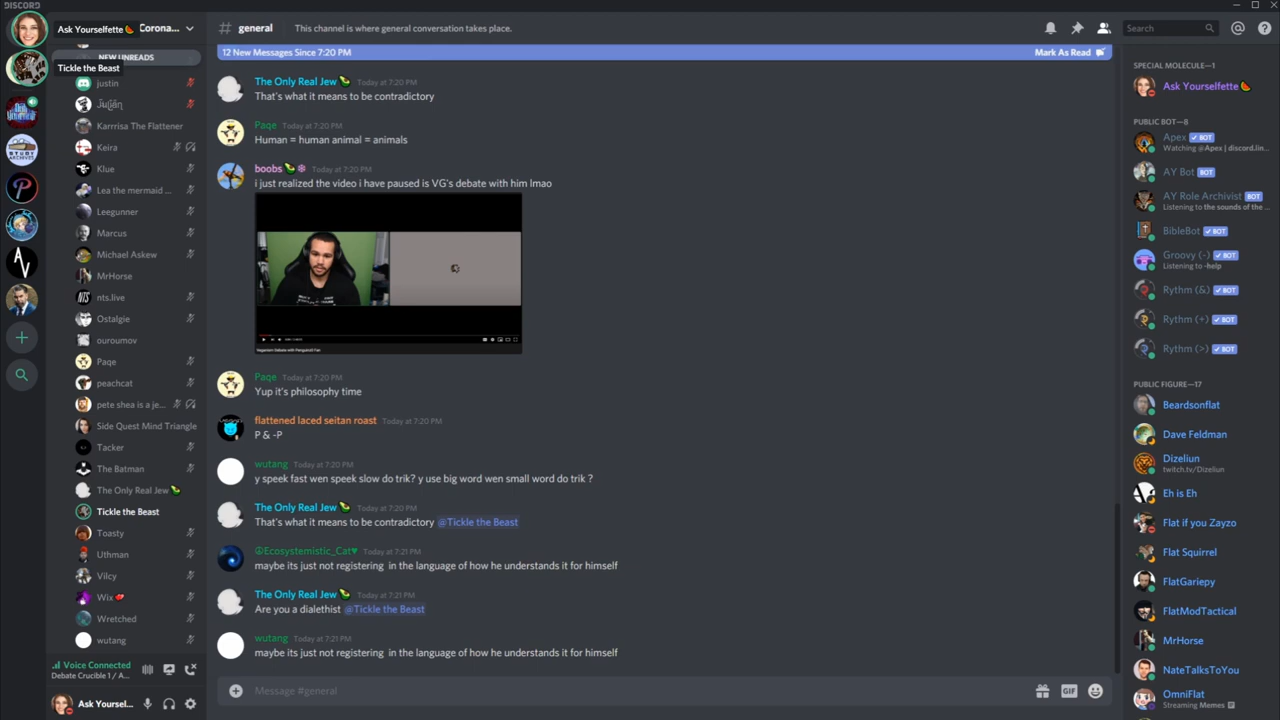 DISCORD
Ask Yourselfette
Corona...
NEW UNREADS
Tickle the Beast
justin
Karrrisa The Flattener
Keira
Klue
Lea the mermaid ...
Leegunner
Marcus
Michael Askew
MrHorse
nts.live
Ostalgie
ouroumov
Paqe
peachcat
pete shea is a je...
Side Quest Mind Triangle
Tacker
The Batman
The Only Real Jew
Tickle the Beast
Toasty
Uthman
Vilcy
Wix
Wretched
wutang
Voice Connected
Debate Crucible 1 / A...
Ask Yoursel...
# general
This channel is where general conversation takes place.
Search
12 New Messages Since 7:20 PM
Mark As Read
The Only Real Jew Today at 7:20 PM
That's what it means to be contradictory
Paqe Today at 7:20 PM
Human = human animal = animals
boobs Today at 7:20 PM
i just realized the video i have paused is VG's debate with him lmao
Paqe Today at 7:20 PM
Yup it's philosophy time
flattened laced seitan roast Today at 7:20 PM
P & -P
wutang Today at 7:20 PM
y speek fast wen speek slow do trik? y use big word wen small word do trik ?
The Only Real Jew Today at 7:20 PM
That's what it means to be contradictory @Tickle the Beast
☮Ecosystemistic_Cat♥ Today at 7:21 PM
maybe its just not registering in the language of how he understands it for himself
The Only Real Jew Today at 7:21 PM
Are you a dialethist @Tickle the Beast
wutang Today at 7:21 PM
maybe its just not registering in the language of how he understands it for himself
Message #general
GIF
SPECIAL MOLECULE—1
Ask Yourselfette
PUBLIC BOT—8
Apex ✓ BOT
Watching @Apex | discord.lin...
AY Bot BOT
AY Role Archivist BOT
Listening to the sounds of the ...
BibleBot ✓ BOT
Groovy (-) ✓ BOT
Listening to -help
Rythm (&) ✓ BOT
Rythm (+) ✓ BOT
Rythm (>) ✓ BOT
PUBLIC FIGURE—17
Beardsonflat
Dave Feldman
Dizeliun
twitch.tv/Dizeliun
Eh is Eh
Flat if you Zayzo
Flat Squirrel
FlatGariepy
FlatModTactical
MrHorse
NateTalksToYou
OmniFlat
Streaming Memes